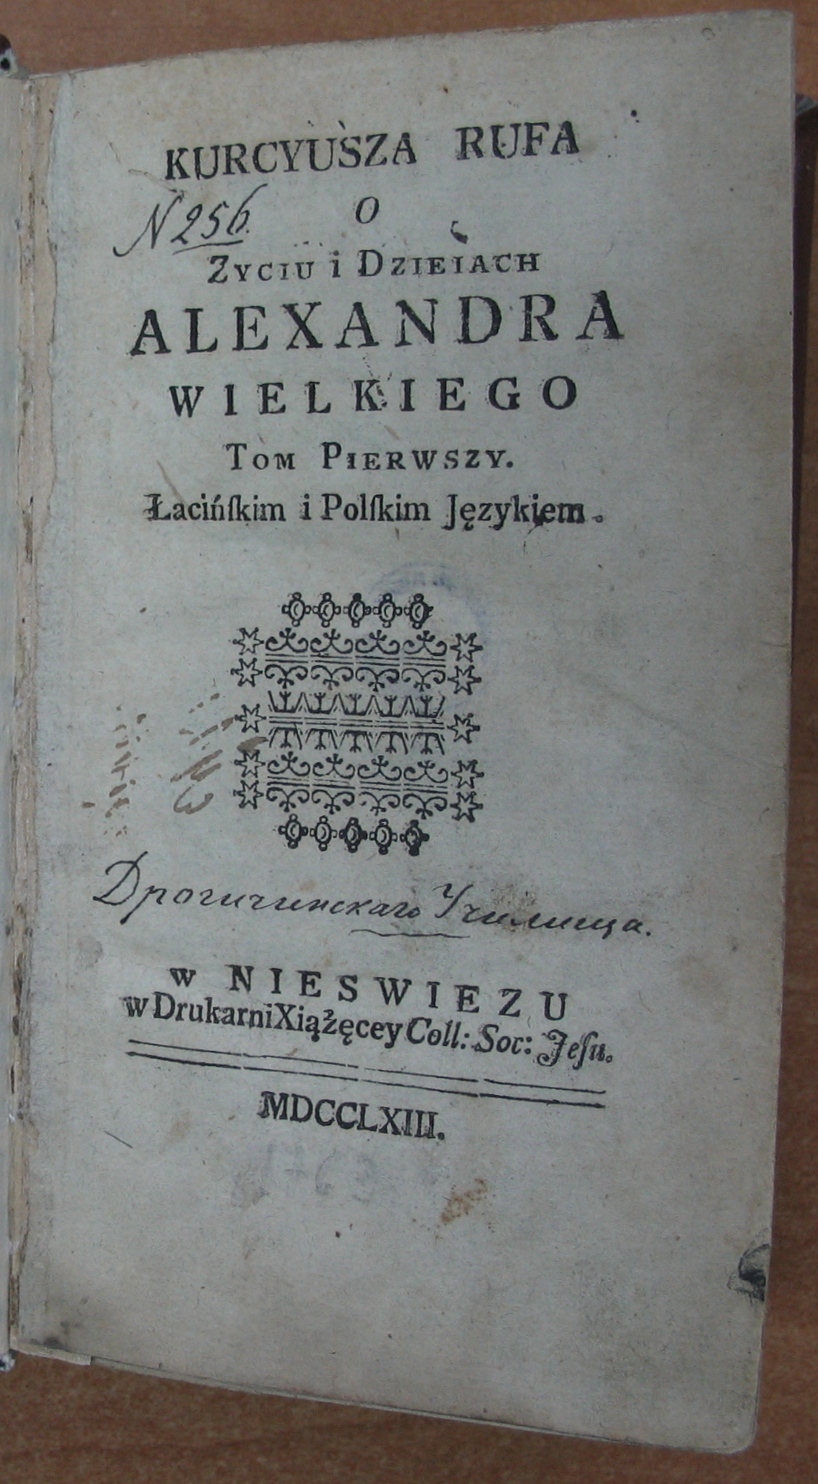 KURCYUSZA RUFA
N 256
O
ZYCIU i DZIEIACH
ALEXANDRA
WIELKIEGO
TOM PIERWSZY.
Łacińſkim i Polſkim Językiem.
Дрогичинскаго Училища.
w NIESWIEZU
w Drukarni Xiążęcey Coll: Soc: Jeſu.
MDCCLXIII.